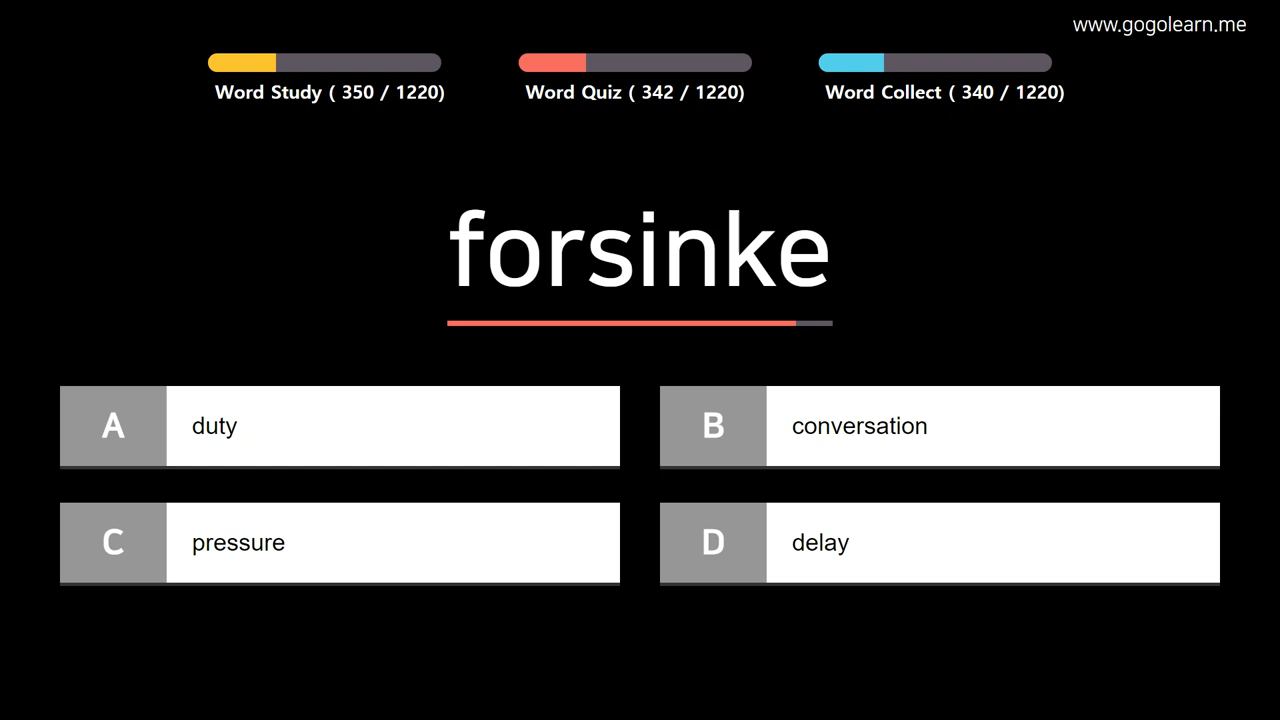 www.gogolearn.me
Word Study ( 350 / 1220)
Word Quiz ( 342 / 1220)
Word Collect ( 340 / 1220)
forsinke
A duty
B conversation
C pressure
D delay